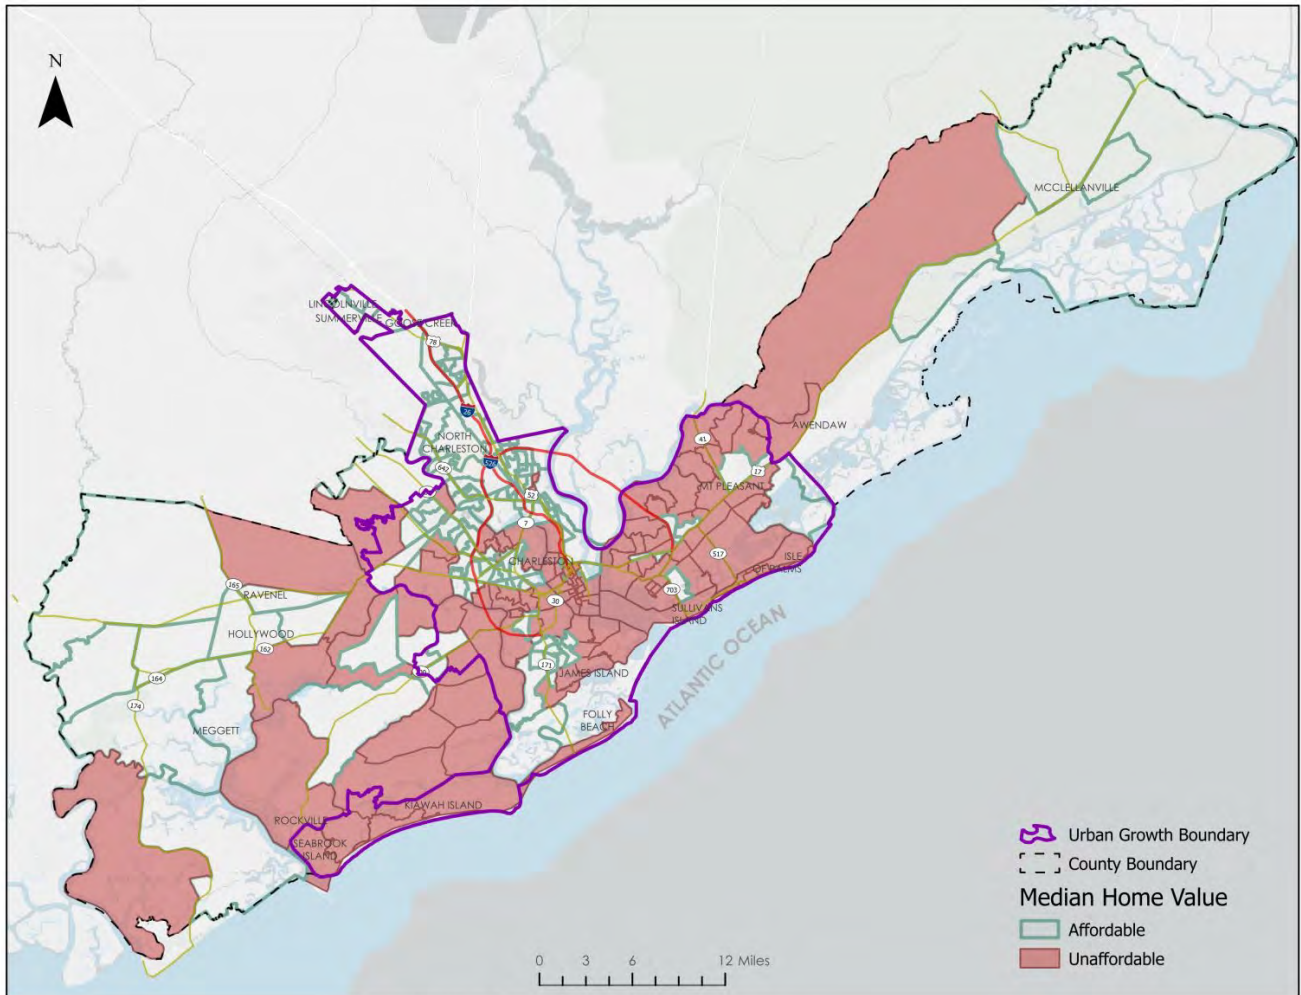 N
MCCLELLANVILLE
LINCOLNVILLE
SUMMERVILLE
GOOSE CREEK
78
26
AWENDAW
NORTH
CHARLESTON
41
642
526
17
MT PLEASANT
52
7
517
ISLE
OF PALMS
CHARLESTON
165
RAVENEL
703
30
SULLIVANS
ISLAND
HOLLYWOOD
162
171
JAMES ISLAND
164
ATLANTIC OCEAN
174
FOLLY
BEACH
MEGGETT
KIAWAH ISLAND
ROCKVILLE
SEABROOK
ISLAND
Urban Growth Boundary
County Boundary
Median Home Value
Affordable
Unaffordable
0 3 6 12 Miles